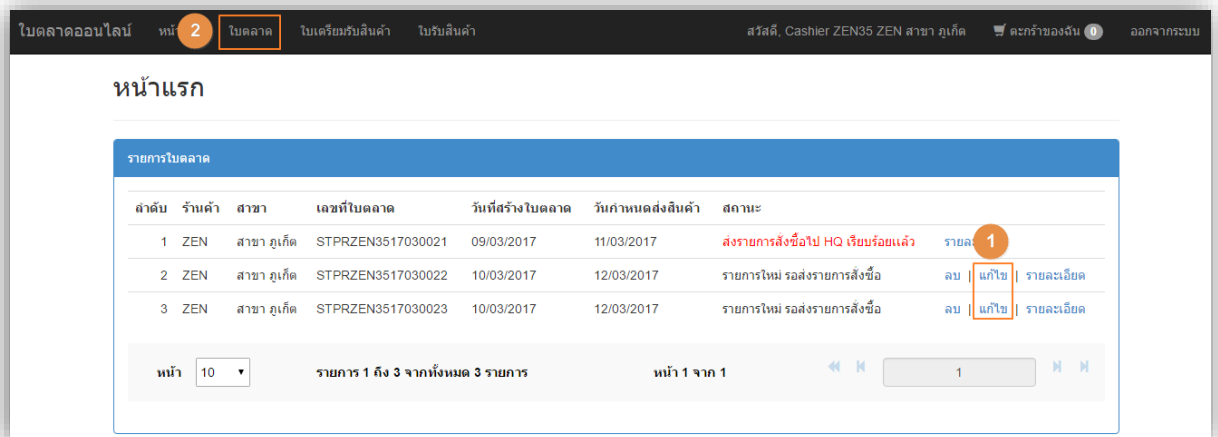 ใบตลาดออนไลน์ 2 ใบตลาด ใบเตรียมรับสินค้า ใบรับสินค้า สวัสดี, Cashier ZEN35 ZEN สาขา ภูเก็ต ตะกร้าของฉัน 0 ออกจากระบบ
หน้าแรก
รายการใบตลาด
ลำดับ ร้านค้า สาขา เลขที่ใบตลาด วันที่สร้างใบตลาด วันกำหนดส่งสินค้า สถานะ
1 ZEN สาขา ภูเก็ต STPRZEN3517030021 09/03/2017 11/03/2017 ส่งรายการสั่งซื้อไป HQ เรียบร้อยแล้ว 1
2 ZEN สาขา ภูเก็ต STPRZEN3517030022 10/03/2017 12/03/2017 รายการใหม่ รอส่งรายการสั่งซื้อ ลบ | แก้ไข | รายละเอียด
3 ZEN สาขา ภูเก็ต STPRZEN3517030023 10/03/2017 12/03/2017 รายการใหม่ รอส่งรายการสั่งซื้อ ลบ | แก้ไข | รายละเอียด
หน้า 10 รายการ 1 ถึง 3 จากทั้งหมด 3 รายการ หน้า 1 จาก 1 1